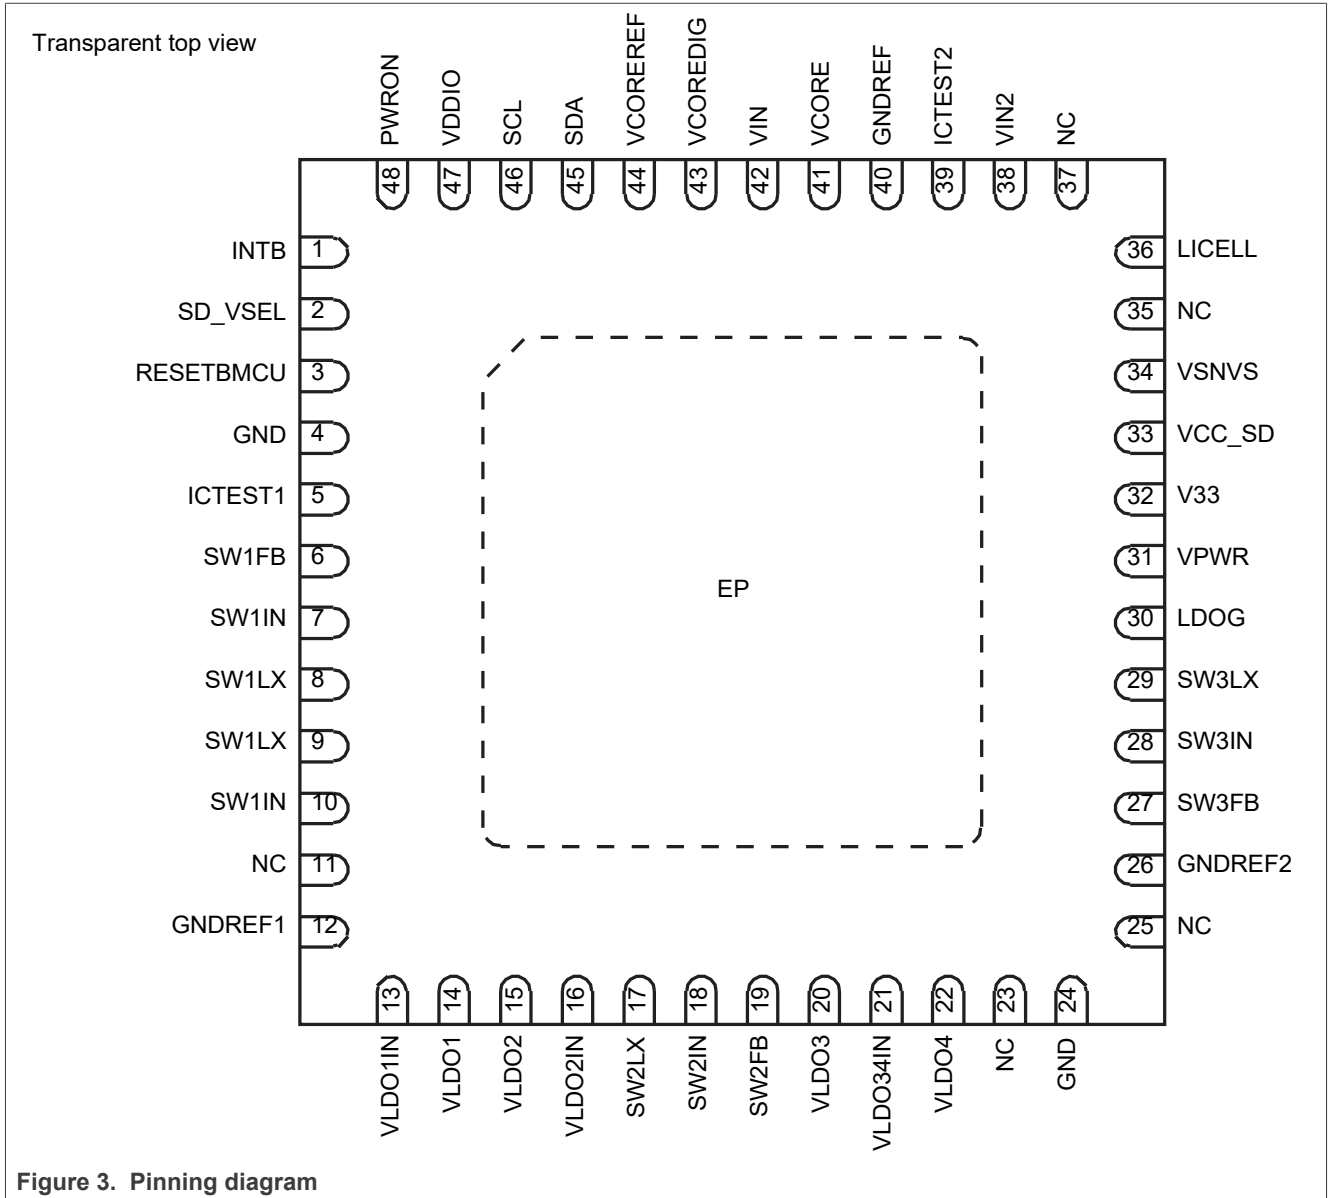 Transparent top view
PWRON
VDDIO
SCL
SDA
VCOREREF
VCOREDIG
VIN
VCORE
GNDREF
ICTEST2
VIN2
NC
48
47
46
45
44
43
42
41
40
39
38
37
INTB 1
SD_VSEL 2
RESETBMCU 3
GND 4
ICTEST1 5
SW1FB 6
SW1IN 7
SW1LX 8
SW1LX 9
SW1IN 10
NC 11
GNDREF1 12
EP
36 LICELL
35 NC
34 VSNVS
33 VCC_SD
32 V33
31 VPWR
30 LDOG
29 SW3LX
28 SW3IN
27 SW3FB
26 GNDREF2
25 NC
13
14
15
16
17
18
19
20
21
22
23
24
VLDO1IN
VLDO1
VLDO2
VLDO2IN
SW2LX
SW2IN
SW2FB
VLDO3
VLDO34IN
VLDO4
NC
GND
Figure 3. Pinning diagram